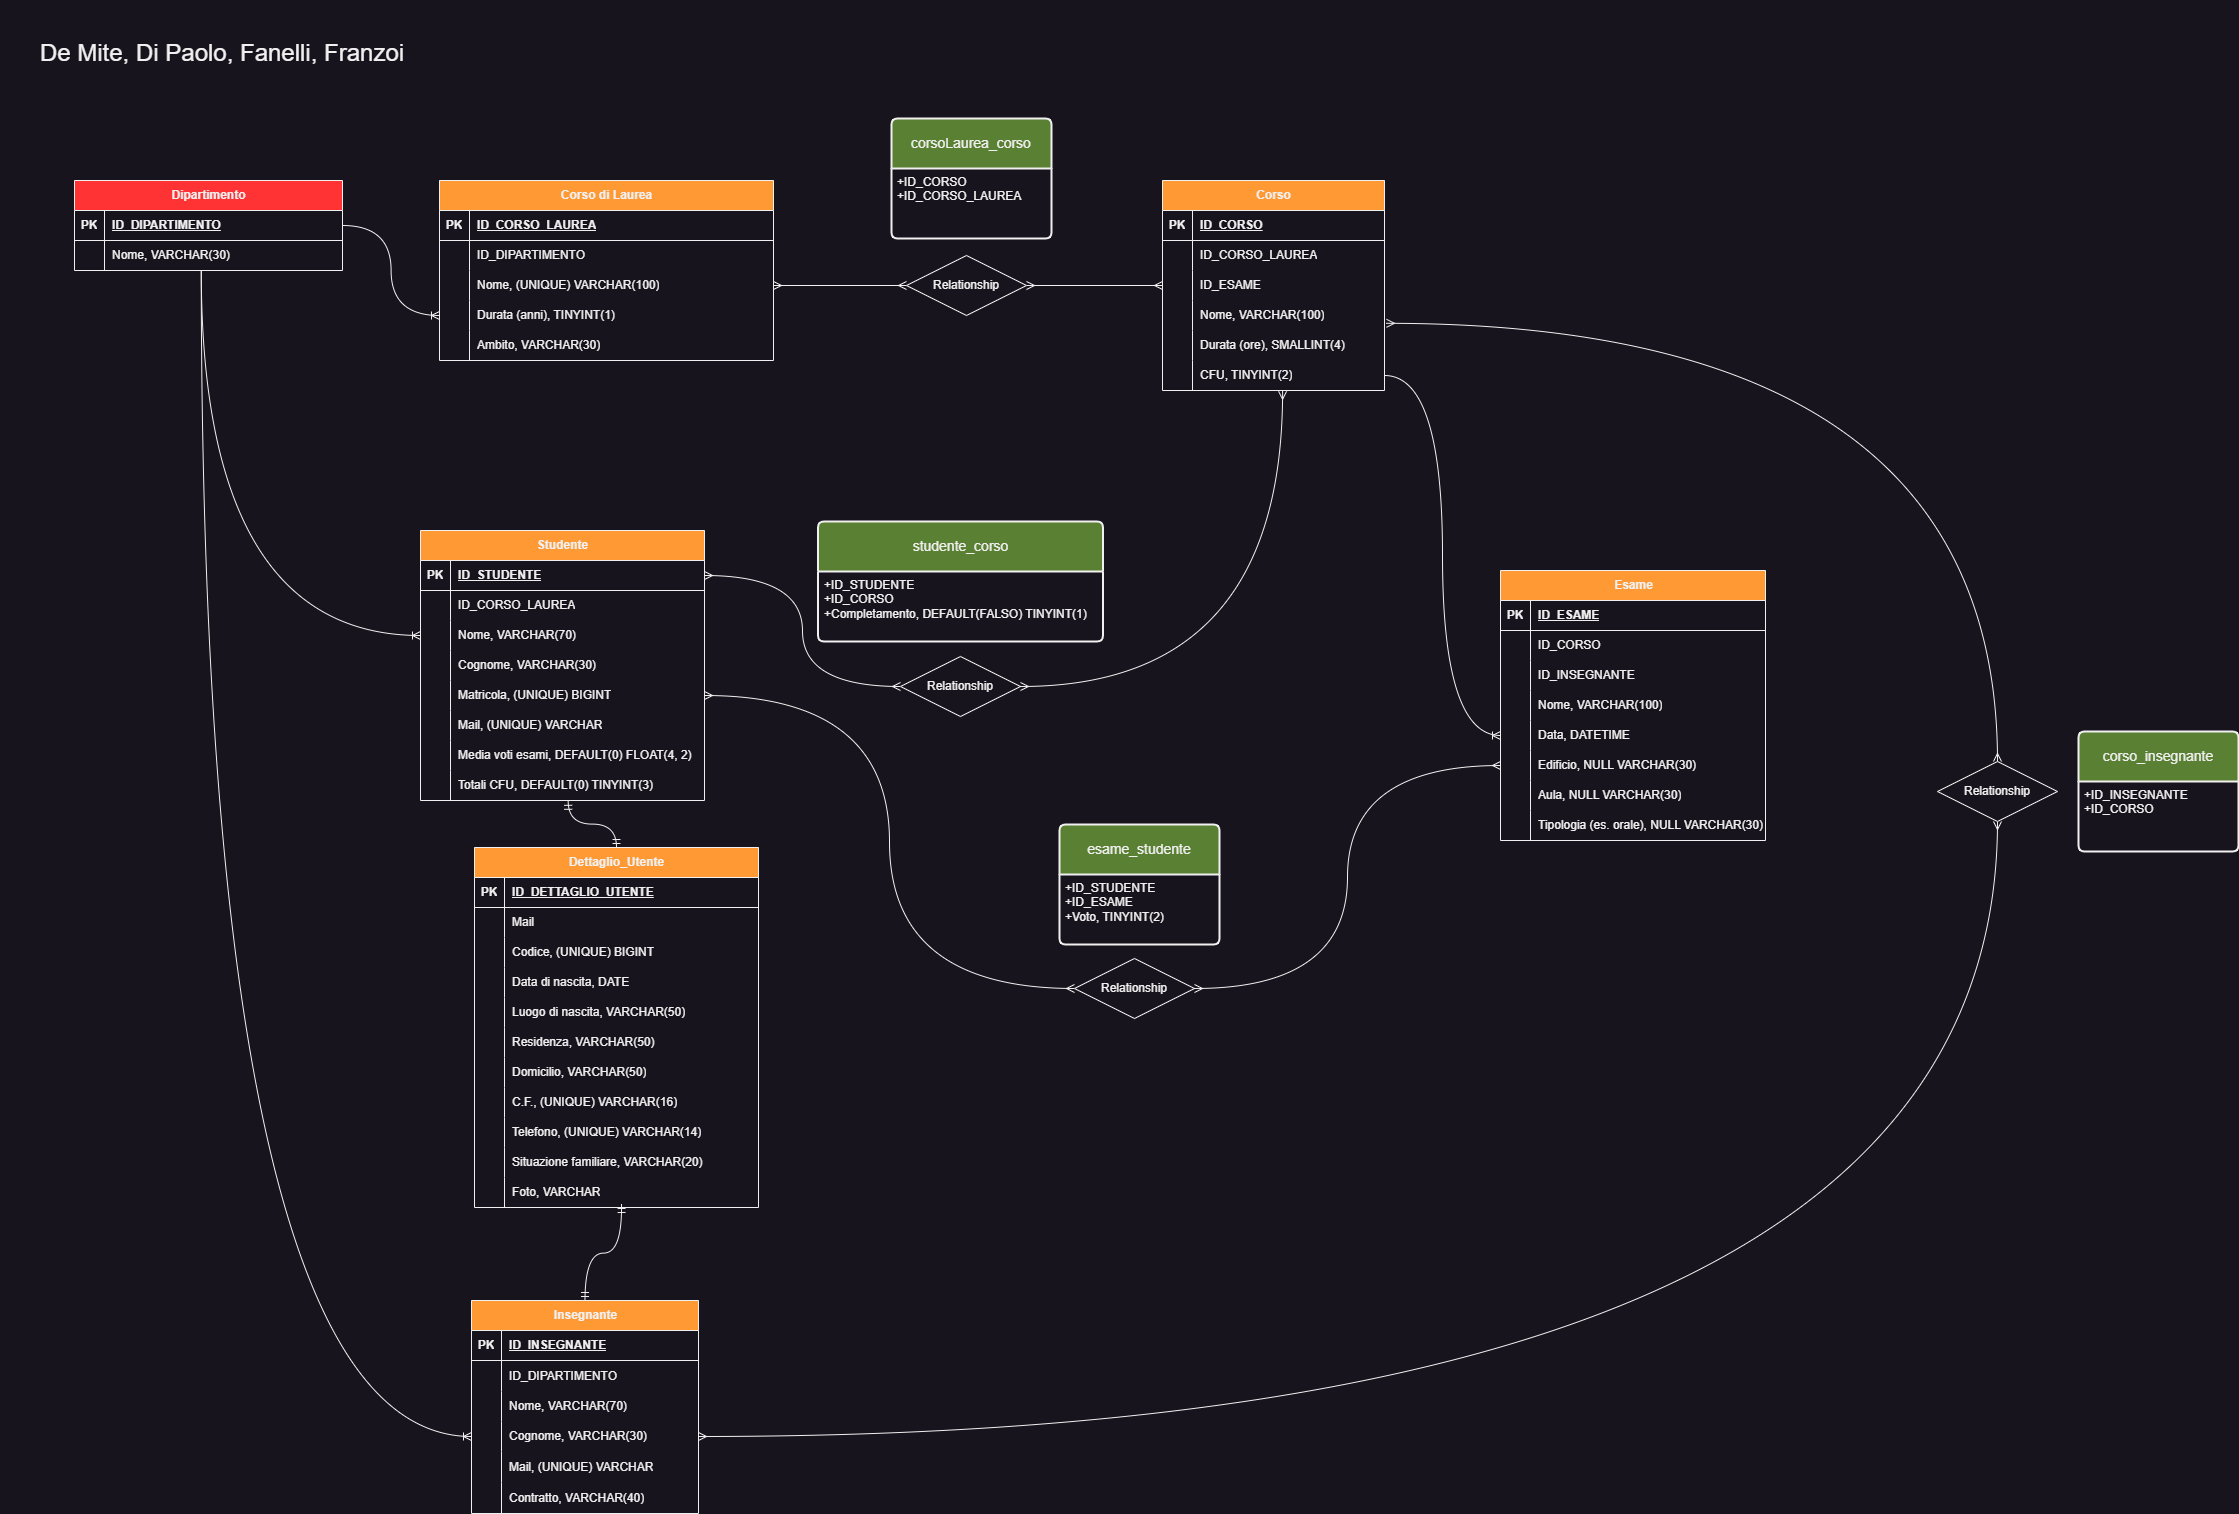 De Mite, Di Paolo, Fanelli, Franzoi
corsoLaurea_corso
+ID_CORSO
+ID_CORSO_LAUREA
Dipartimento
PK ID_DIPARTIMENTO
Nome, VARCHAR(30)
Corso di Laurea
PK ID_CORSO_LAUREA
ID_DIPARTIMENTO
Nome, (UNIQUE) VARCHAR(100)
Durata (anni), TINYINT(1)
Ambito, VARCHAR(30)
Relationship
Corso
PK ID_CORSO
ID_CORSO_LAUREA
ID_ESAME
Nome, VARCHAR(100)
Durata (ore), SMALLINT(4)
CFU, TINYINT(2)
Studente
PK ID_STUDENTE
ID_CORSO_LAUREA
Nome, VARCHAR(70)
Cognome, VARCHAR(30)
Matricola, (UNIQUE) BIGINT
Mail, (UNIQUE) VARCHAR
Media voti esami, DEFAULT(0) FLOAT(4, 2)
Totali CFU, DEFAULT(0) TINYINT(3)
studente_corso
+ID_STUDENTE
+ID_CORSO
+Completamento, DEFAULT(FALSO) TINYINT(1)
Relationship
Esame
PK ID_ESAME
ID_CORSO
ID_INSEGNANTE
Nome, VARCHAR(100)
Data, DATETIME
Edificio, NULL VARCHAR(30)
Aula, NULL VARCHAR(30)
Tipologia (es. orale), NULL VARCHAR(30)
Relationship
corso_insegnante
+ID_INSEGNANTE
+ID_CORSO
Dettaglio_Utente
PK ID_DETTAGLIO_UTENTE
Mail
Codice, (UNIQUE) BIGINT
Data di nascita, DATE
Luogo di nascita, VARCHAR(50)
Residenza, VARCHAR(50)
Domicilio, VARCHAR(50)
C.F., (UNIQUE) VARCHAR(16)
Telefono, (UNIQUE) VARCHAR(14)
Situazione familiare, VARCHAR(20)
Foto, VARCHAR
esame_studente
+ID_STUDENTE
+ID_ESAME
+Voto, TINYINT(2)
Relationship
Insegnante
PK ID_INSEGNANTE
ID_DIPARTIMENTO
Nome, VARCHAR(70)
Cognome, VARCHAR(30)
Mail, (UNIQUE) VARCHAR
Contratto, VARCHAR(40)